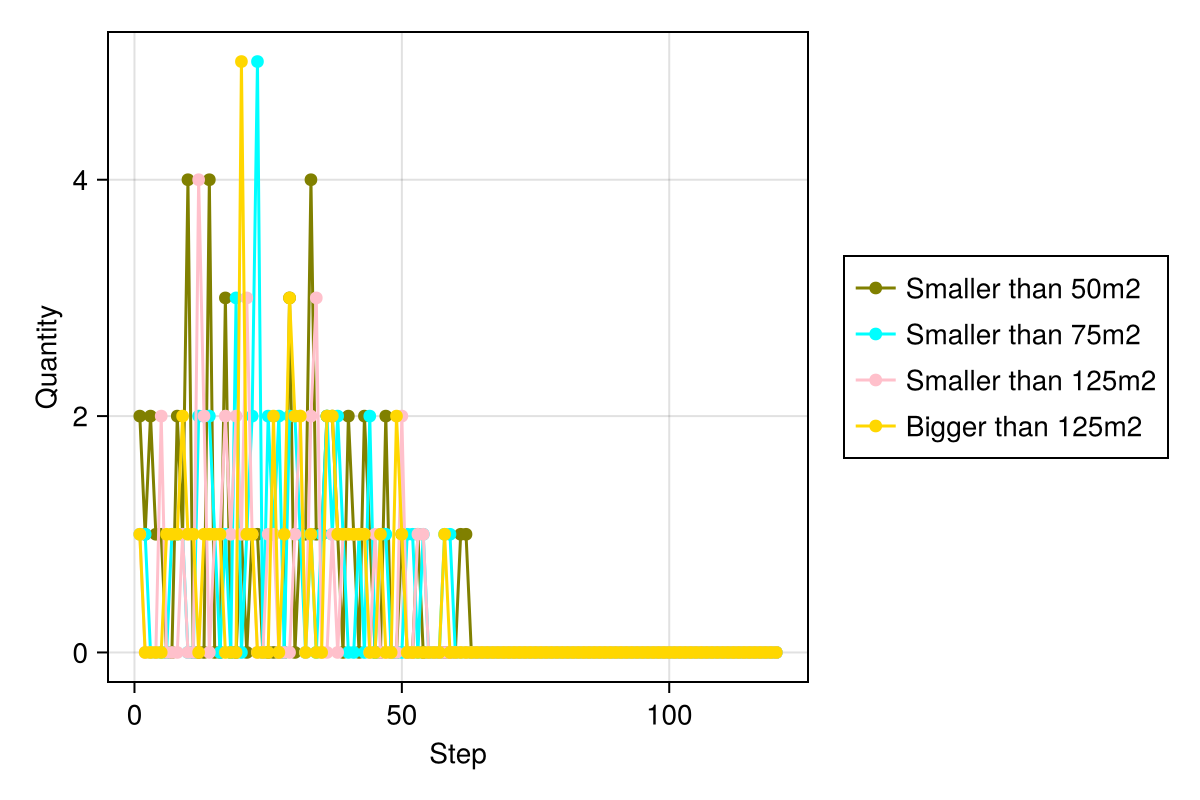 4
2
0
Quantity
0
50
100
Step
Smaller than 50m2
Smaller than 75m2
Smaller than 125m2
Bigger than 125m2